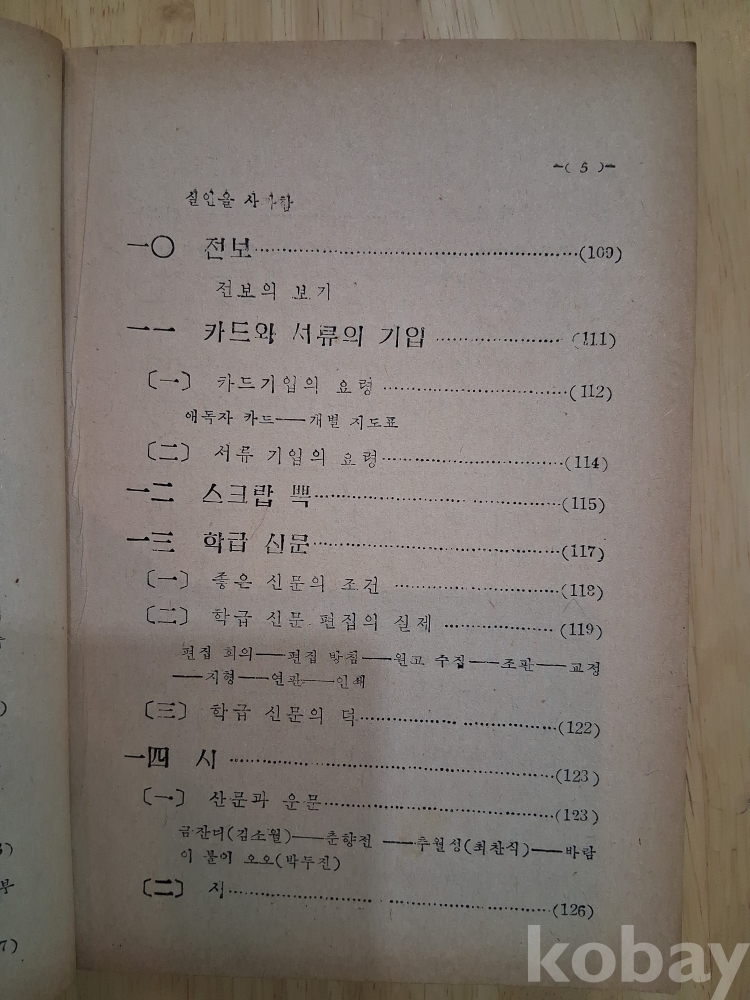 -( 5 )-
실인을 사
一〇 전보……(109)
전보의 보기
一一 카드와 서류의 기입……(111)
〔一〕 카드기입의 요령……(112)
애독자 카드──개별 지도표
〔二〕 서류 기입의 요령……(114)
一二 스크랍 뿍……(115)
一三 학급 신문……(117)
〔一〕 좋은 신문의 조건……(118)
〔二〕 학급 신문 편집의 실제……(119)
편집 회의──편집 방침──원고 수집──조판──교정
──지형──연판──인쇄
〔三〕 학급 신문의 덕……(122)
一四 시……(123)
〔一〕 산문과 운문……(123)
금잔디(김소월)──춘향전──추월성(최찬식)──바람
이 불어 오오(박두진)
〔二〕 시……(126)
3)
부
7)
kobay